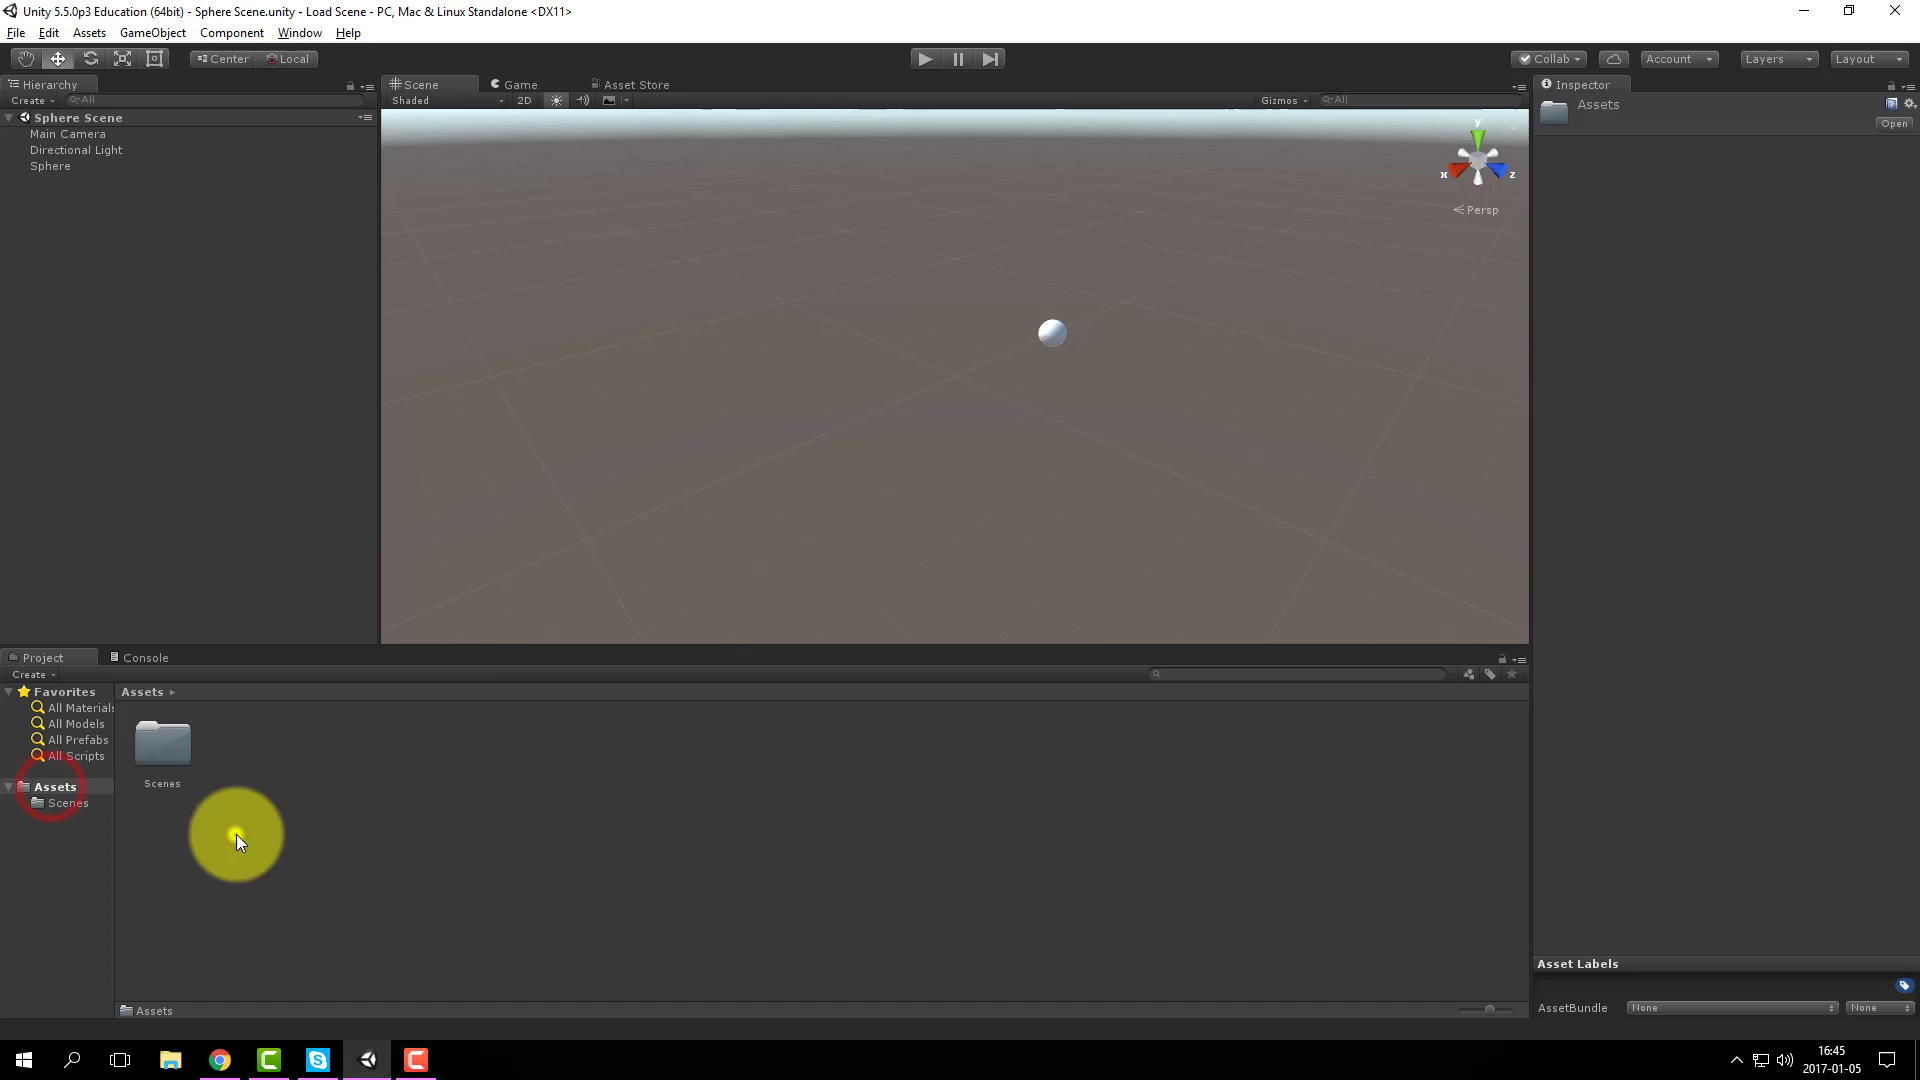 Unity 5.5.0p3 Education (64bit) - Sphere Scene.unity - Load Scene - PC, Mac & Linux Standalone <DX11>
File Edit Assets GameObject Component Window Help
Center Local Collab Account Layers Layout
Hierarchy Scene Game Asset Store Inspector
Create All Shaded 2D Gizmos All Assets
Open
Sphere Scene
Main Camera
Directional Light
Sphere
y
x z
Persp
Project Console
Create
Favorites Assets
All Materials
All Models
All Prefabs
All Scripts
Scenes
Assets
Scenes
Asset Labels
AssetBundle None None
Assets
16:45
2017-01-05